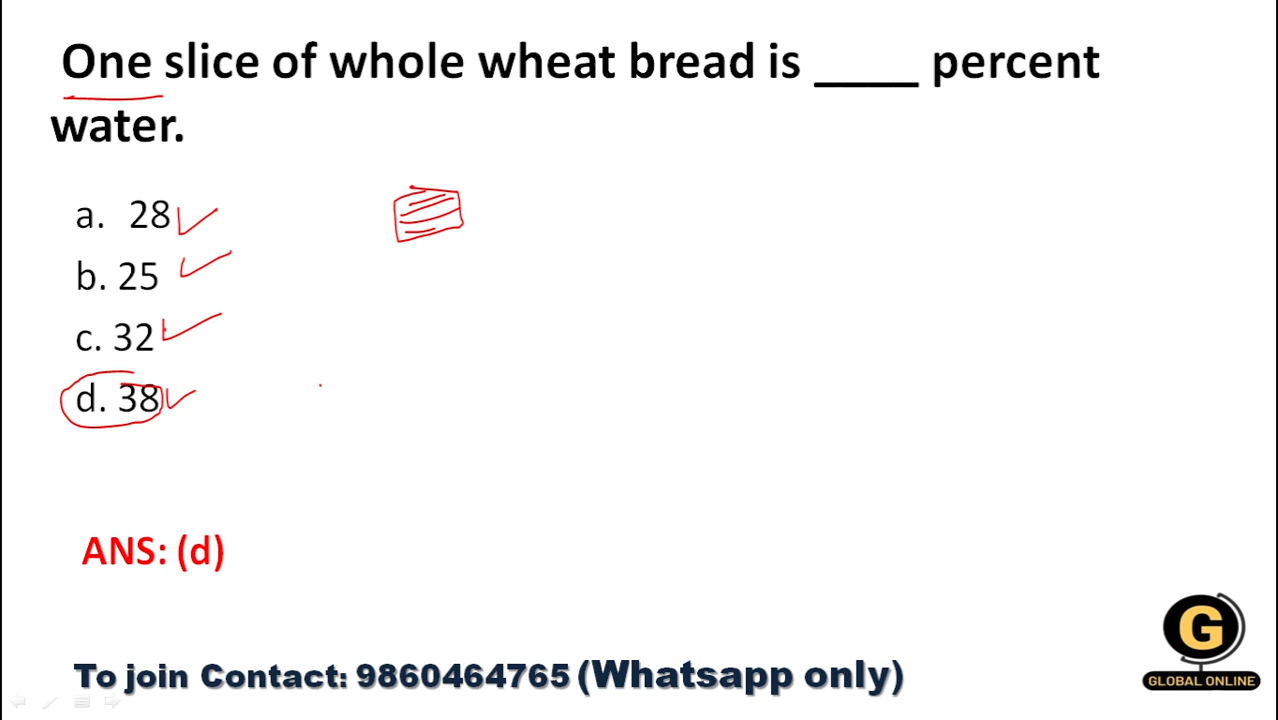 One slice of whole wheat bread is ____ percent
water.
a. 28
b. 25
c. 32
d. 38
ANS: (d)
To join Contact: 9860464765 (Whatsapp only)
G
GLOBAL ONLINE